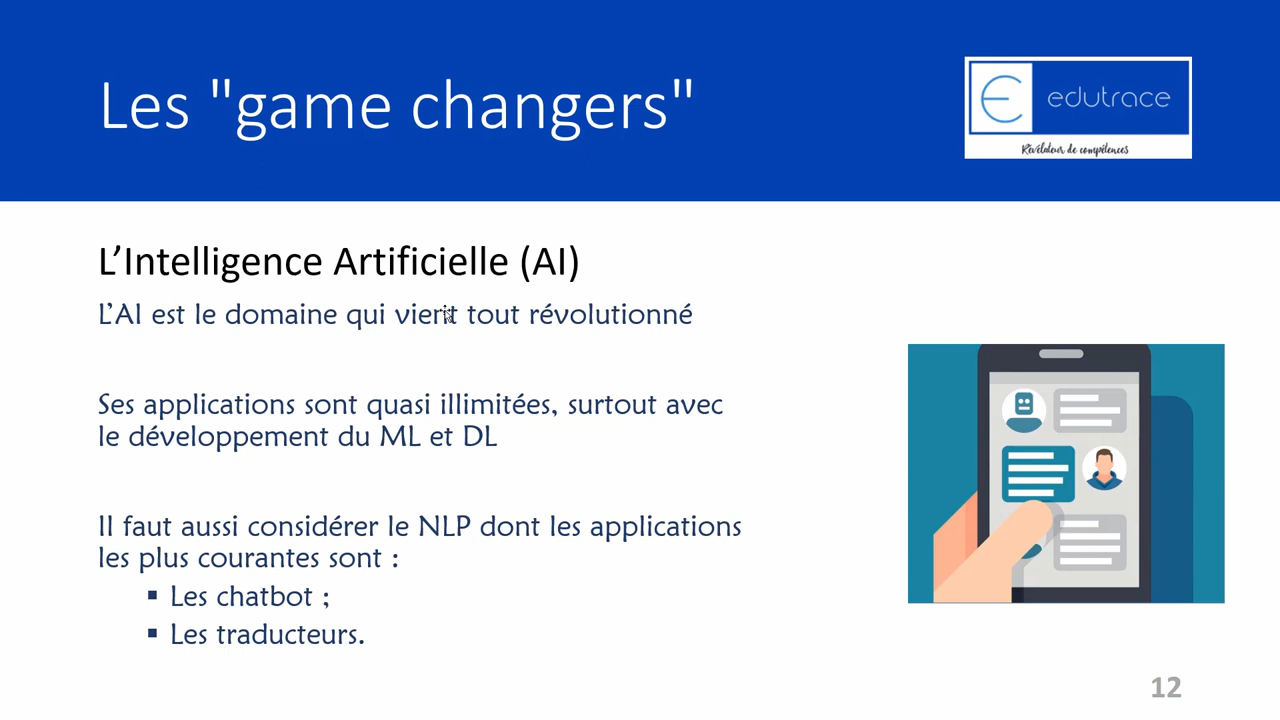 Les "game changers"
edutrace
Révélateur de compétences
L’Intelligence Artificielle (AI)
L’AI est le domaine qui vient tout révolutionné
Ses applications sont quasi illimitées, surtout avec
le développement du ML et DL
Il faut aussi considérer le NLP dont les applications
les plus courantes sont :
▪ Les chatbot ;
▪ Les traducteurs.
12